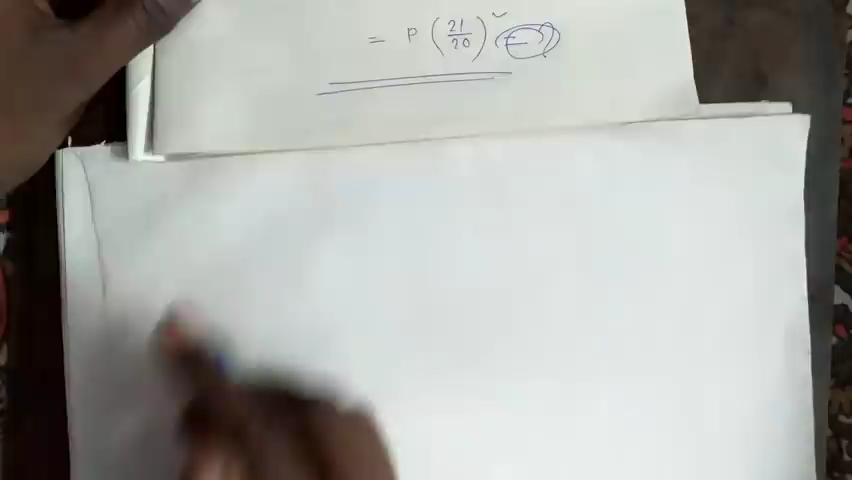 = P (21/20)²